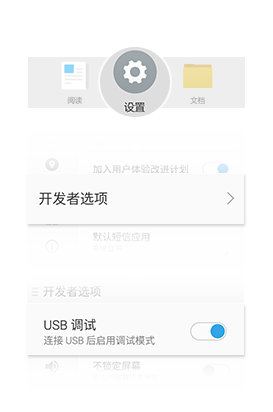 阅读
设置
文档
加入用户体验改进计划
开发者选项
默认短信应用
开发者选项
USB 调试
连接 USB 后启用调试模式
不锁定屏幕